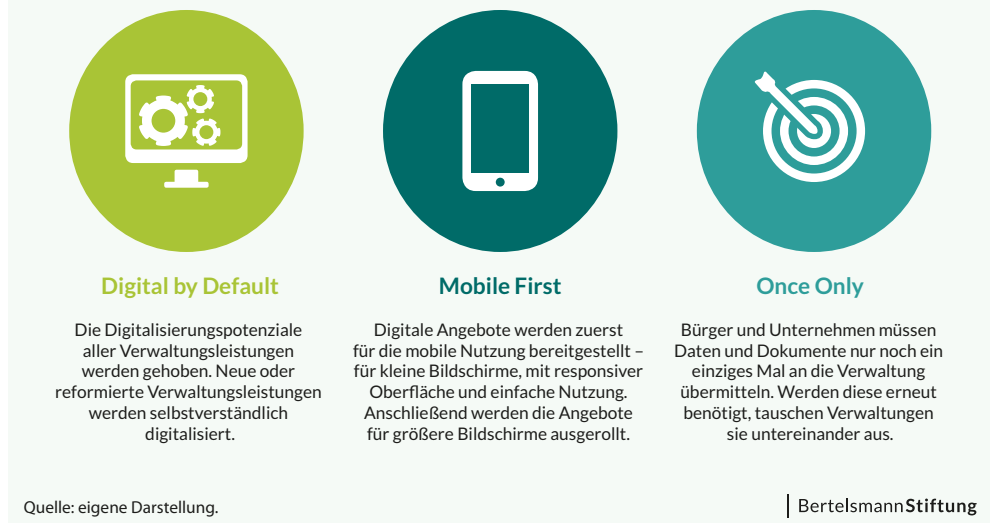 Digital by Default
Die Digitalisierungspotenziale
aller Verwaltungsleistungen
werden gehoben. Neue oder
reformierte Verwaltungsleistungen
werden selbstverständlich
digitalisiert.
Mobile First
Digitale Angebote werden zuerst
für die mobile Nutzung bereitgestellt –
für kleine Bildschirme, mit responsiver
Oberfläche und einfache Nutzung.
Anschließend werden die Angebote
für größere Bildschirme ausgerollt.
Once Only
Bürger und Unternehmen müssen
Daten und Dokumente nur noch ein
einziges Mal an die Verwaltung
übermitteln. Werden diese erneut
benötigt, tauschen Verwaltungen
sie untereinander aus.
Quelle: eigene Darstellung.
BertelsmannStiftung